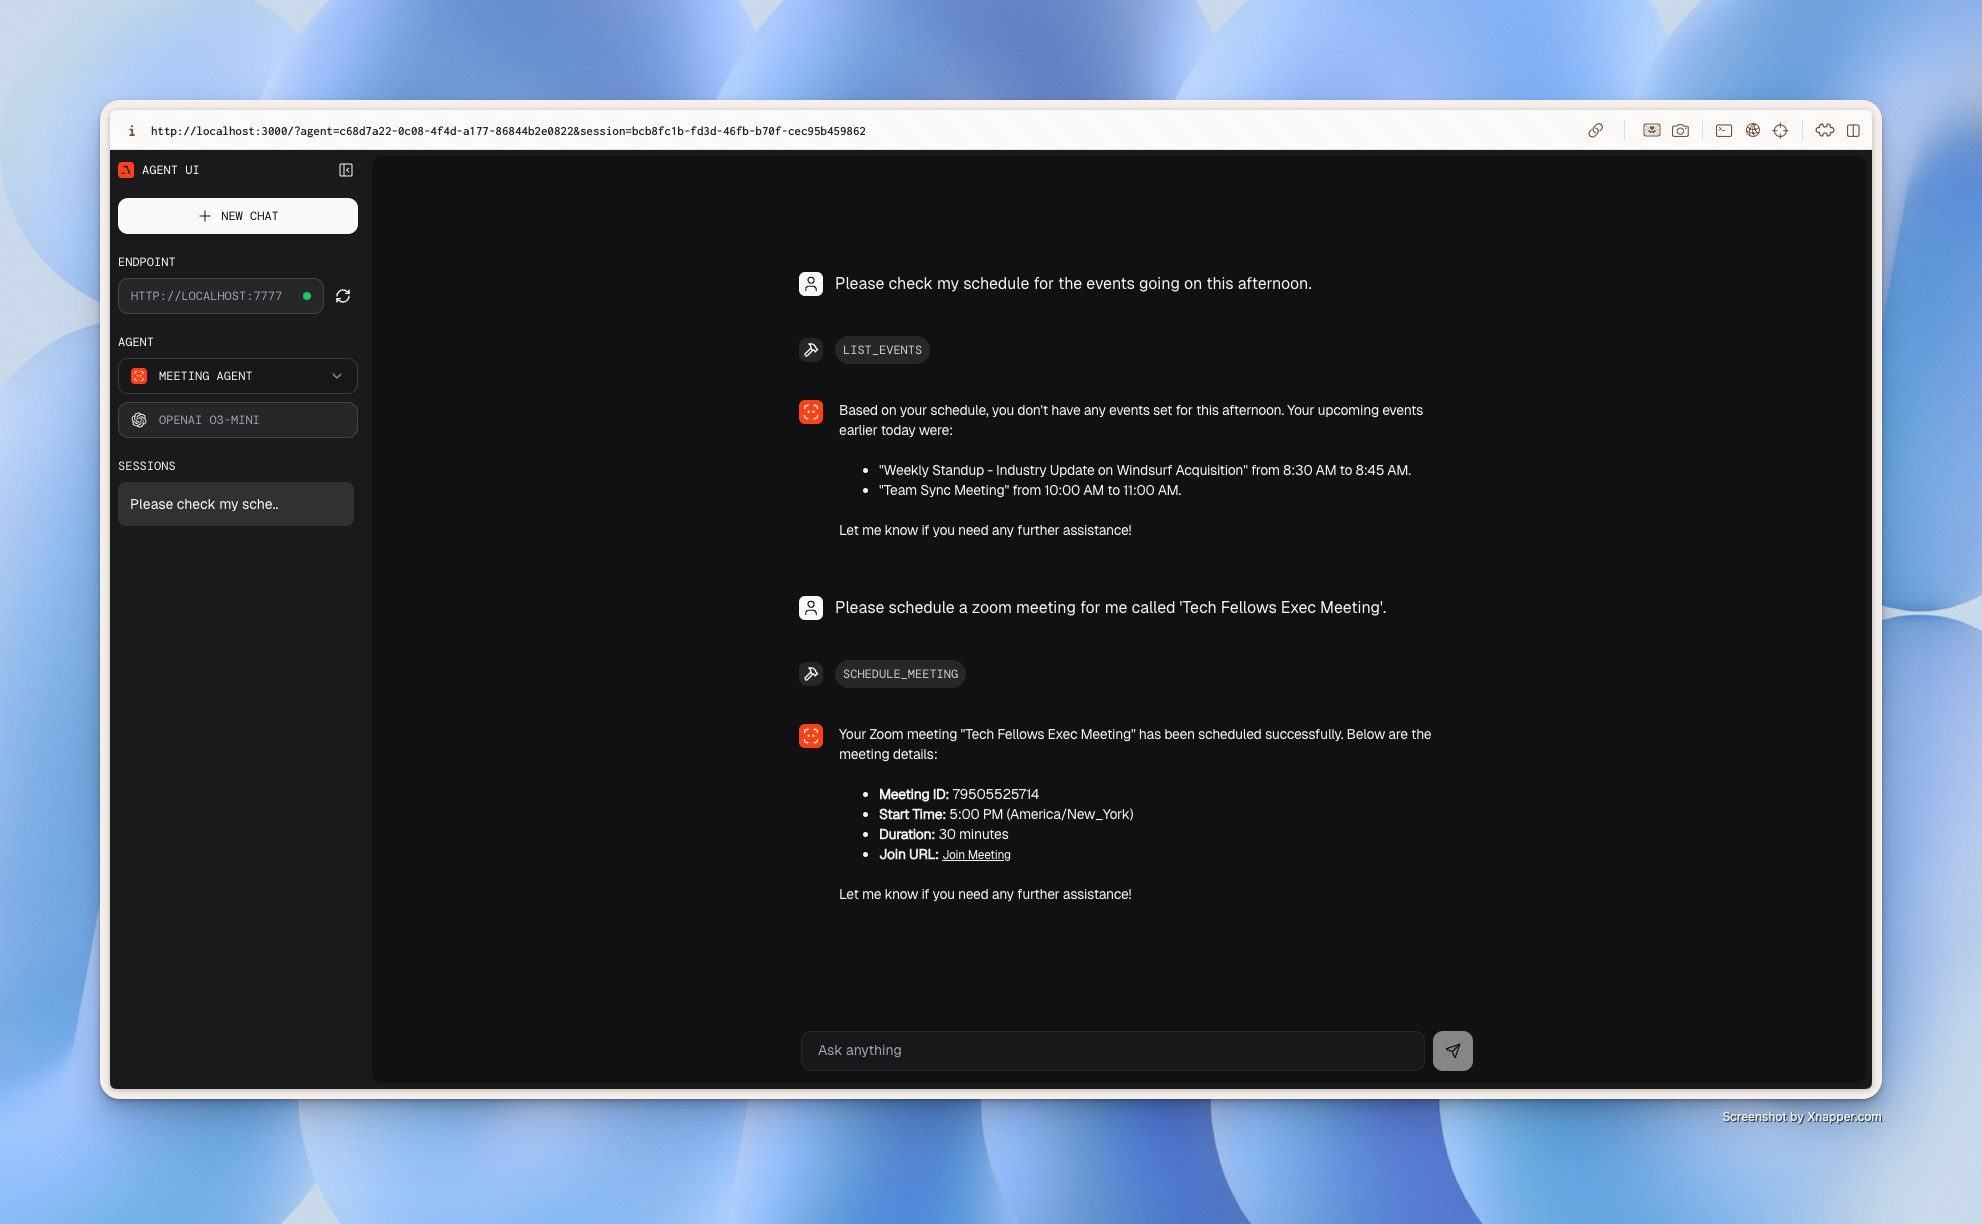 i http://localhost:3000/?agent=c68d7a22-0c08-4f4d-a177-86844b2e0822&session=bcb8fc1b-fd3d-46fb-b70f-cec95b459862
AGENT UI
NEW CHAT
ENDPOINT
HTTP://LOCALHOST:7777
AGENT
MEETING AGENT
OPENAI O3-MINI
SESSIONS
Please check my sche..
Please check my schedule for the events going on this afternoon.
LIST_EVENTS
Based on your schedule, you don't have any events set for this afternoon. Your upcoming events
earlier today were:
• "Weekly Standup - Industry Update on Windsurf Acquisition" from 8:30 AM to 8:45 AM.
• "Team Sync Meeting" from 10:00 AM to 11:00 AM.
Let me know if you need any further assistance!
Please schedule a zoom meeting for me called 'Tech Fellows Exec Meeting'.
SCHEDULE_MEETING
Your Zoom meeting "Tech Fellows Exec Meeting" has been scheduled successfully. Below are the
meeting details:
• Meeting ID: 79505525714
• Start Time: 5:00 PM (America/New_York)
• Duration: 30 minutes
• Join URL: Join Meeting
Let me know if you need any further assistance!
Ask anything
Screenshot by Xnapper.com